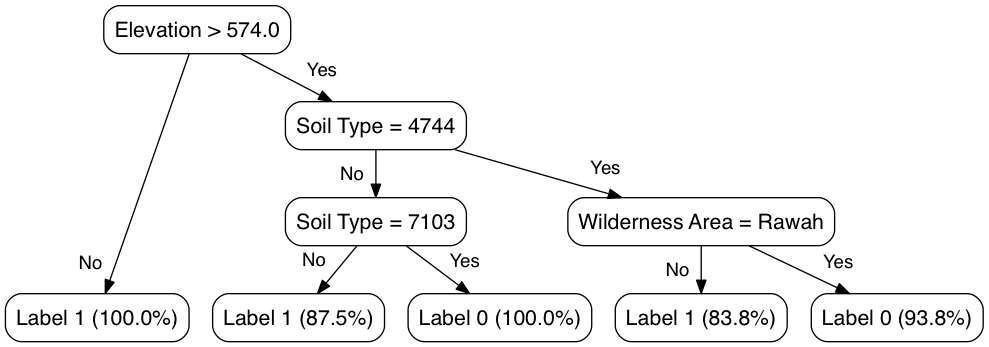 Elevation > 574.0
Yes
Soil Type = 4744
No
Yes
Soil Type = 7103
Wilderness Area = Rawah
No
No
Yes
No
Yes
Label 1 (100.0%)
Label 1 (87.5%)
Label 0 (100.0%)
Label 1 (83.8%)
Label 0 (93.8%)